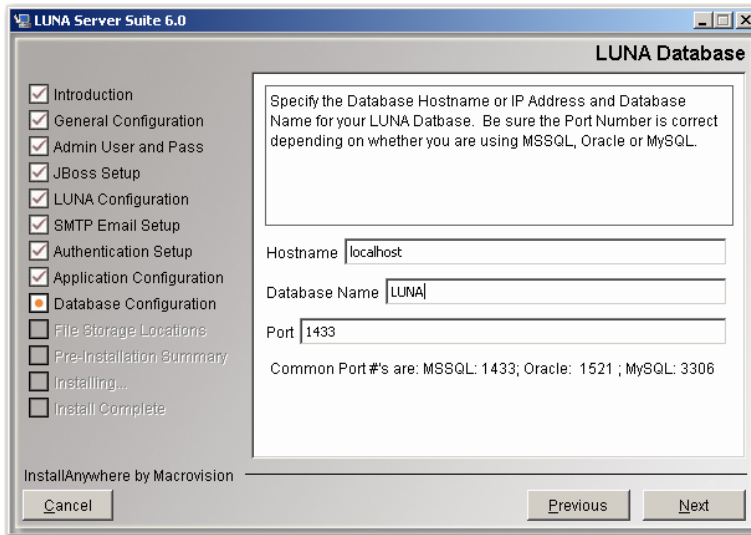 LUNA Server Suite 6.0
LUNA Database
Introduction
General Configuration
Admin User and Pass
JBoss Setup
LUNA Configuration
SMTP Email Setup
Authentication Setup
Application Configuration
Database Configuration
File Storage Locations
Pre-Installation Summary
Installing...
Install Complete
Specify the Database Hostname or IP Address and Database
Name for your LUNA Datbase. Be sure the Port Number is correct
depending on whether you are using MSSQL, Oracle or MySQL.
Hostname localhost
Database Name LUNA
Port 1433
Common Port #'s are: MSSQL: 1433; Oracle: 1521 ; MySQL: 3306
InstallAnywhere by Macrovision
Cancel
Previous
Next